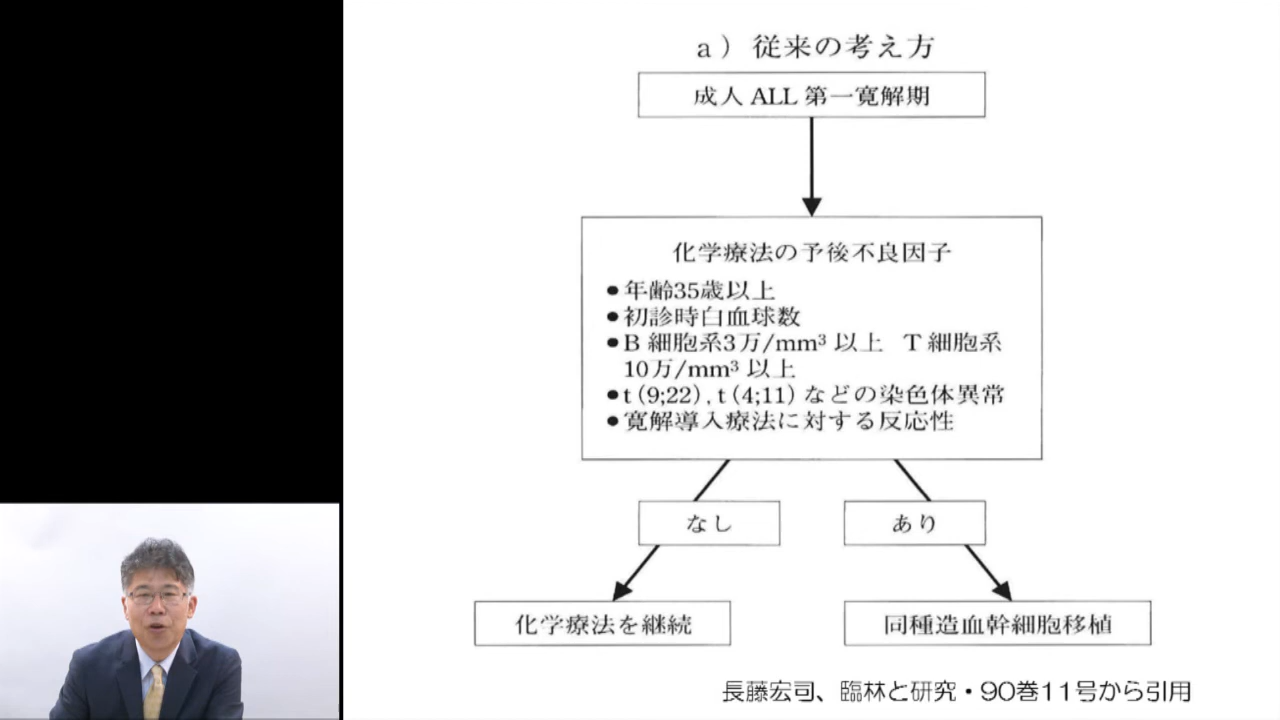 a）従来の考え方
成人 ALL 第一寛解期
化学療法の予後不良因子
●年齢35歳以上
●初診時白血球数
●B 細胞系3万/mm³ 以上　T 細胞系
10万/mm³ 以上
●t (9;22), t (4;11) などの染色体異常
●寛解導入療法に対する反応性
なし
あり
化学療法を継続
同種造血幹細胞移植
長藤宏司、臨林と研究・90巻11号から引用